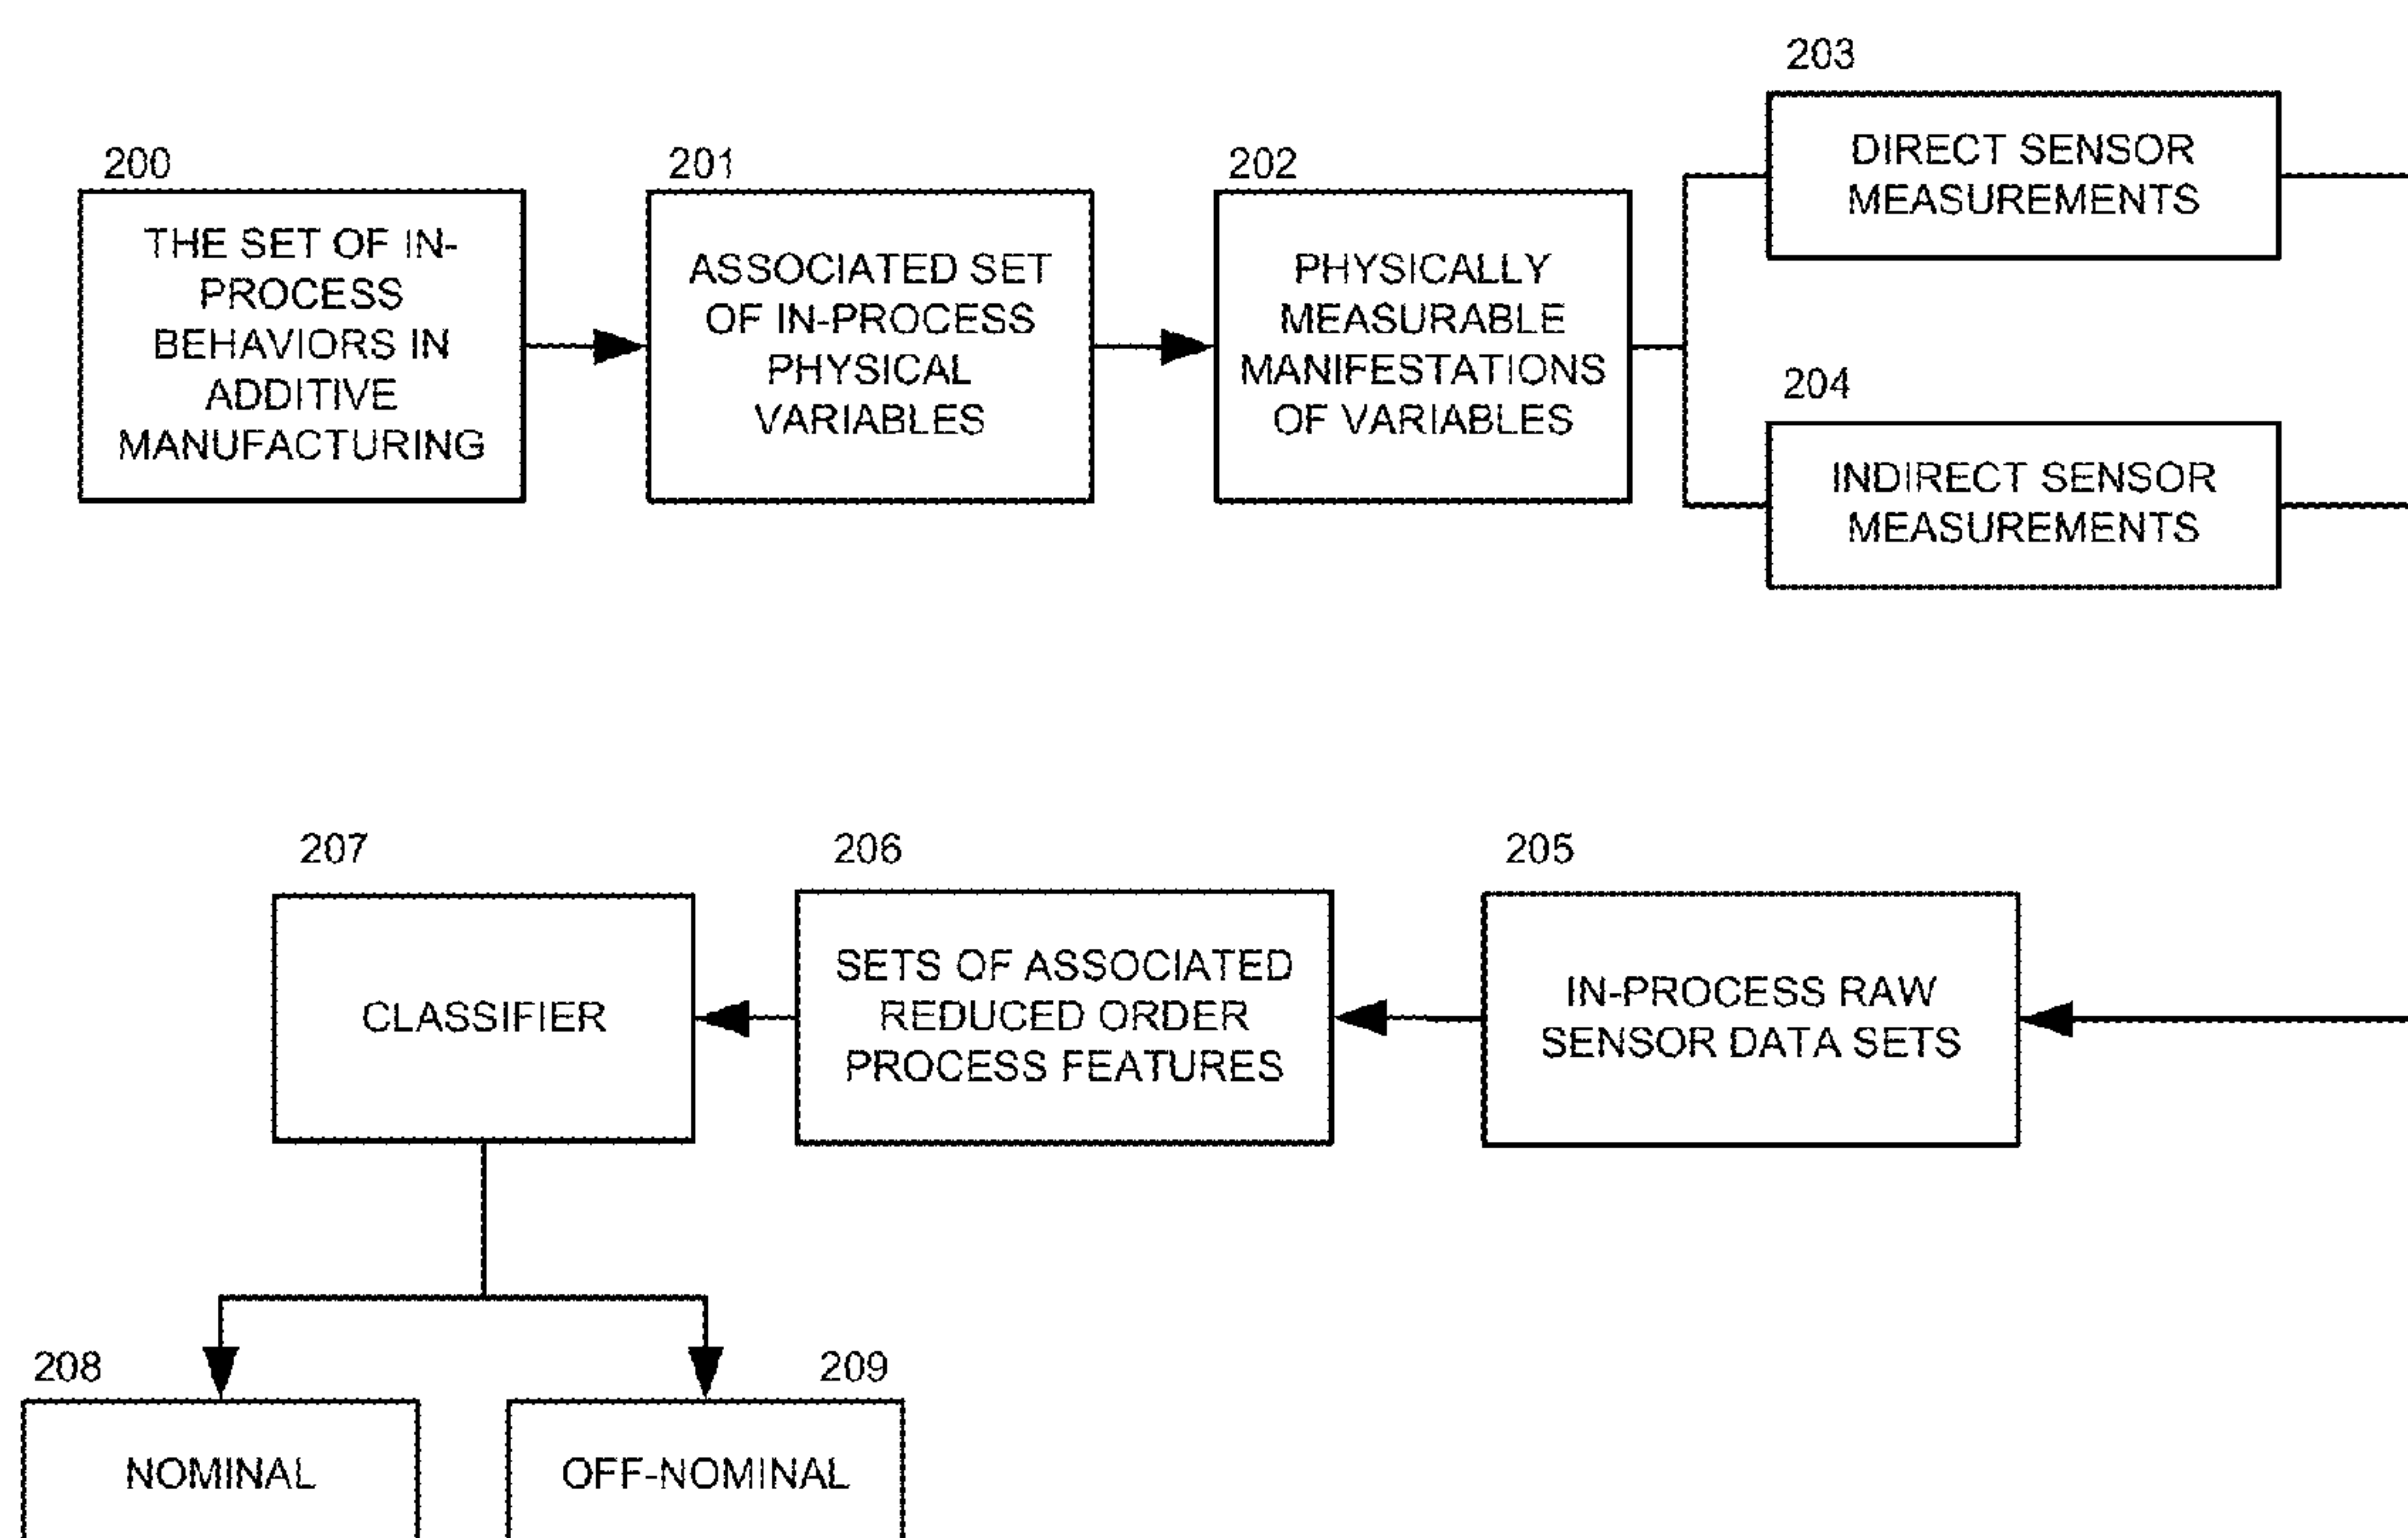 200
THE SET OF IN-
PROCESS
BEHAVIORS IN
ADDITIVE
MANUFACTURING
201
ASSOCIATED SET
OF IN-PROCESS
PHYSICAL
VARIABLES
202
PHYSICALLY
MEASURABLE
MANIFESTATIONS
OF VARIABLES
203
DIRECT SENSOR
MEASUREMENTS
204
INDIRECT SENSOR
MEASUREMENTS
205
IN-PROCESS RAW
SENSOR DATA SETS
206
SETS OF ASSOCIATED
REDUCED ORDER
PROCESS FEATURES
207
CLASSIFIER
208
NOMINAL
209
OFF-NOMINAL